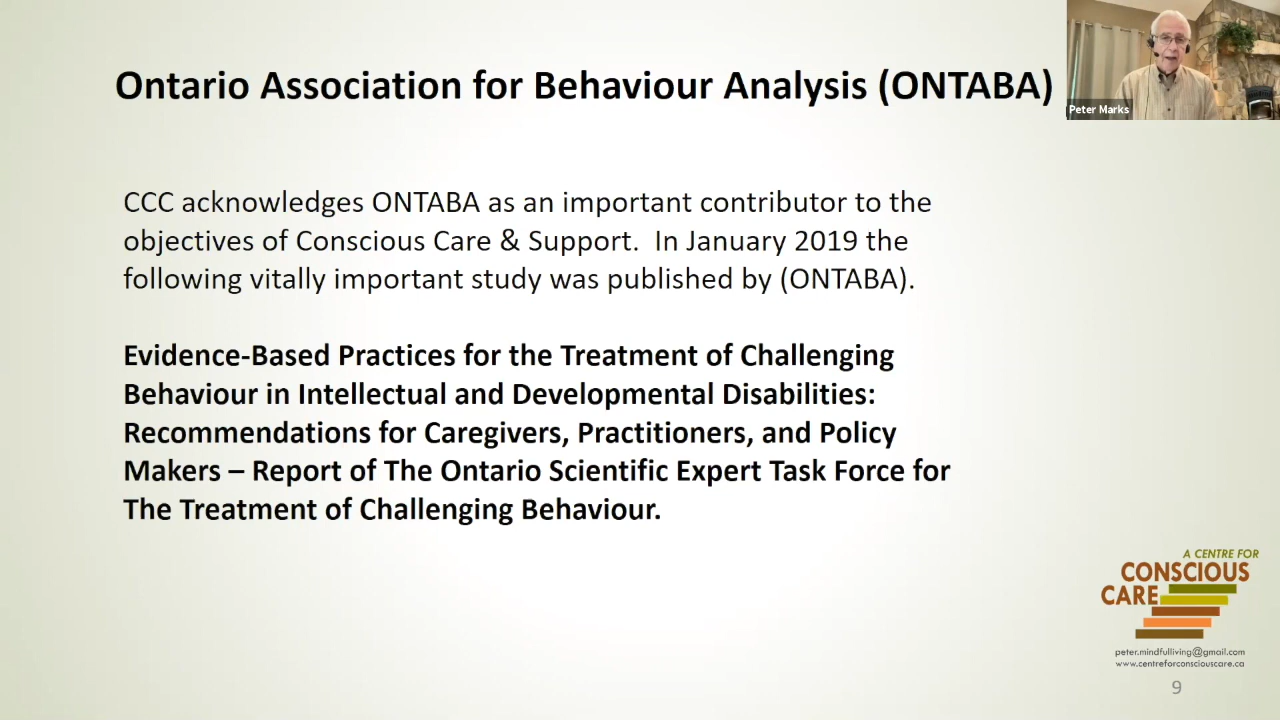 Ontario Association for Behaviour Analysis (ONTABA)
Peter Marks
CCC acknowledges ONTABA as an important contributor to the
objectives of Conscious Care & Support.  In January 2019 the
following vitally important study was published by (ONTABA).
Evidence-Based Practices for the Treatment of Challenging
Behaviour in Intellectual and Developmental Disabilities:
Recommendations for Caregivers, Practitioners, and Policy
Makers – Report of The Ontario Scientific Expert Task Force for
The Treatment of Challenging Behaviour.
A CENTRE FOR
CONSCIOUS
CARE
peter.mindfulliving@gmail.com
www.centreforconsciouscare.ca
9